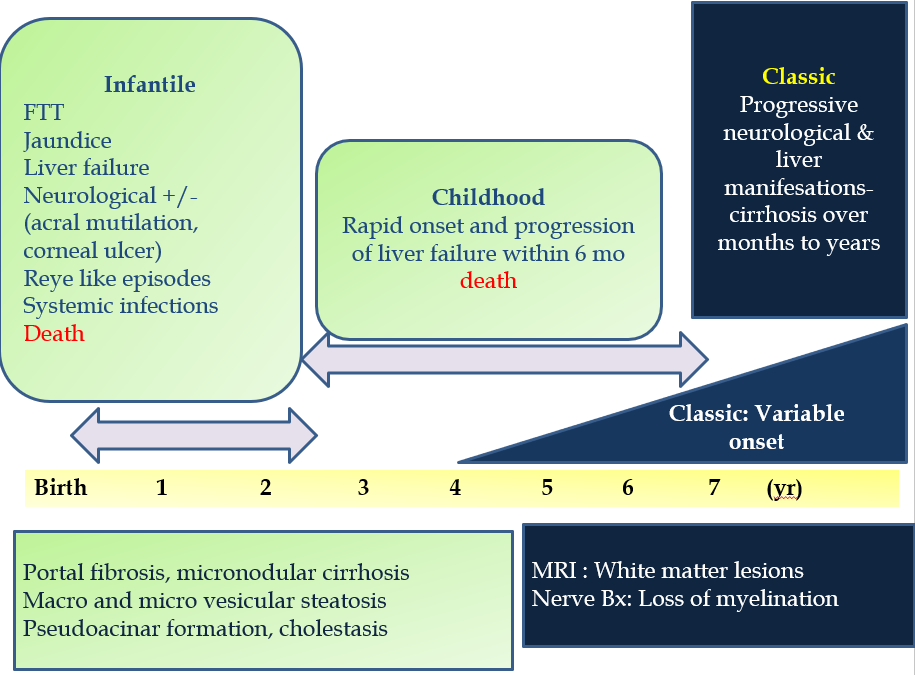 Infantile
FTT
Jaundice
Liver failure
Neurological +/-
(acral mutilation,
corneal ulcer)
Reye like episodes
Systemic infections
Death
Childhood
Rapid onset and progression
of liver failure within 6 mo
death
Classic
Progressive
neurological &
liver
manifesations-
cirrhosis over
months to years
Classic: Variable
onset
Birth 1 2 3 4 5 6 7 (yr)
Portal fibrosis, micronodular cirrhosis
Macro and micro vesicular steatosis
Pseudoacinar formation, cholestasis
MRI : White matter lesions
Nerve Bx: Loss of myelination